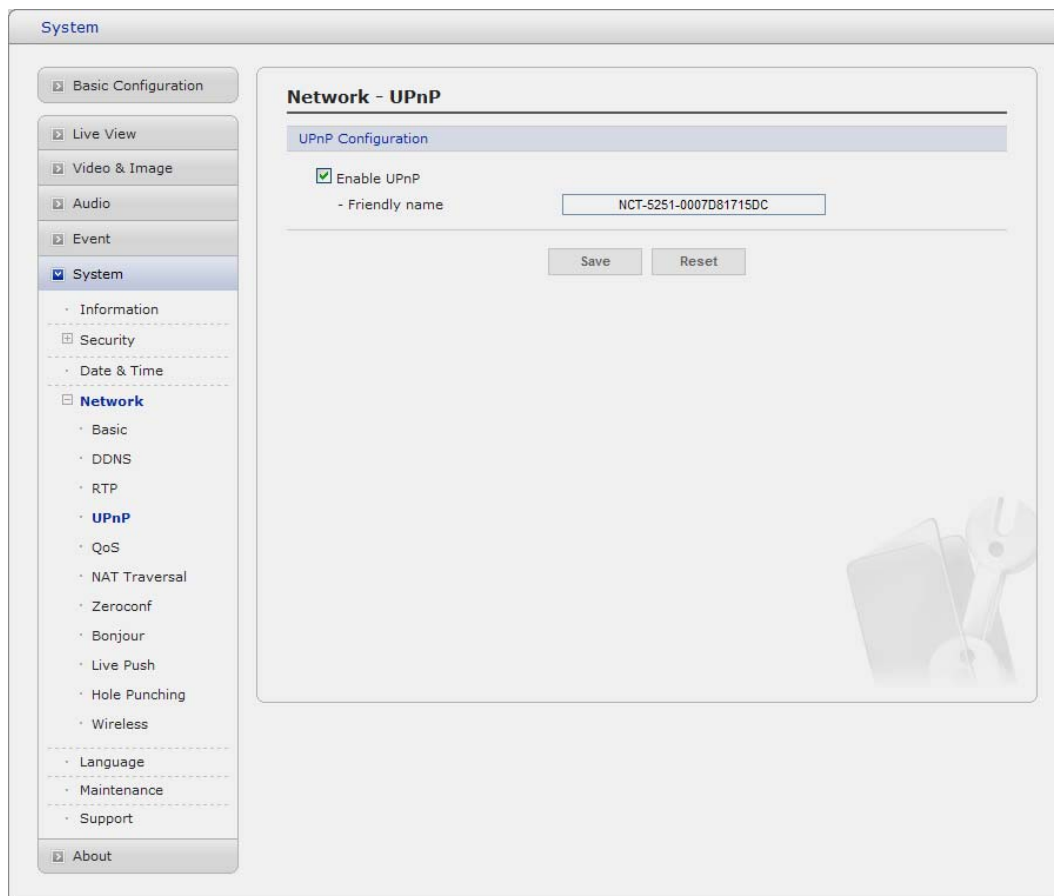 System
Basic Configuration
Live View
Video & Image
Audio
Event
System
Information
Security
Date & Time
Network
Basic
DDNS
RTP
UPnP
QoS
NAT Traversal
Zeroconf
Bonjour
Live Push
Hole Punching
Wireless
Language
Maintenance
Support
About
Network - UPnP
UPnP Configuration
Enable UPnP
- Friendly name NCT-5251-0007D81715DC
Save Reset